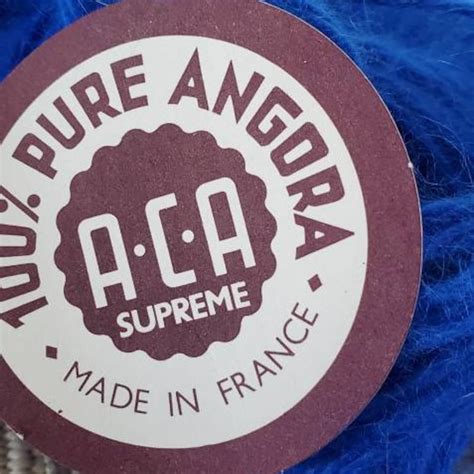 100% PURE ANGORA
A·C·A
SUPREME
· MADE IN FRANCE ·